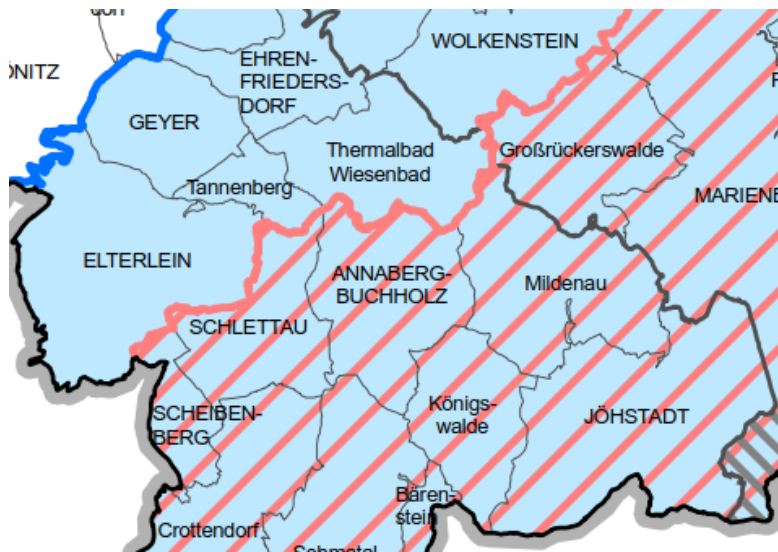 WOLKENSTEIN
EHREN-
FRIEDERS-
DORF
GEYER
Thermalbad
Wiesenbad
Großrückerswalde
Tannenberg
ELTERLEIN
ANNABERG-
BUCHHOLZ
Mildenau
SCHLETTAU
SCHEIBEN-
BERG
Königs-
walde
JÖHSTADT
Bären-
stein
Crottendorf